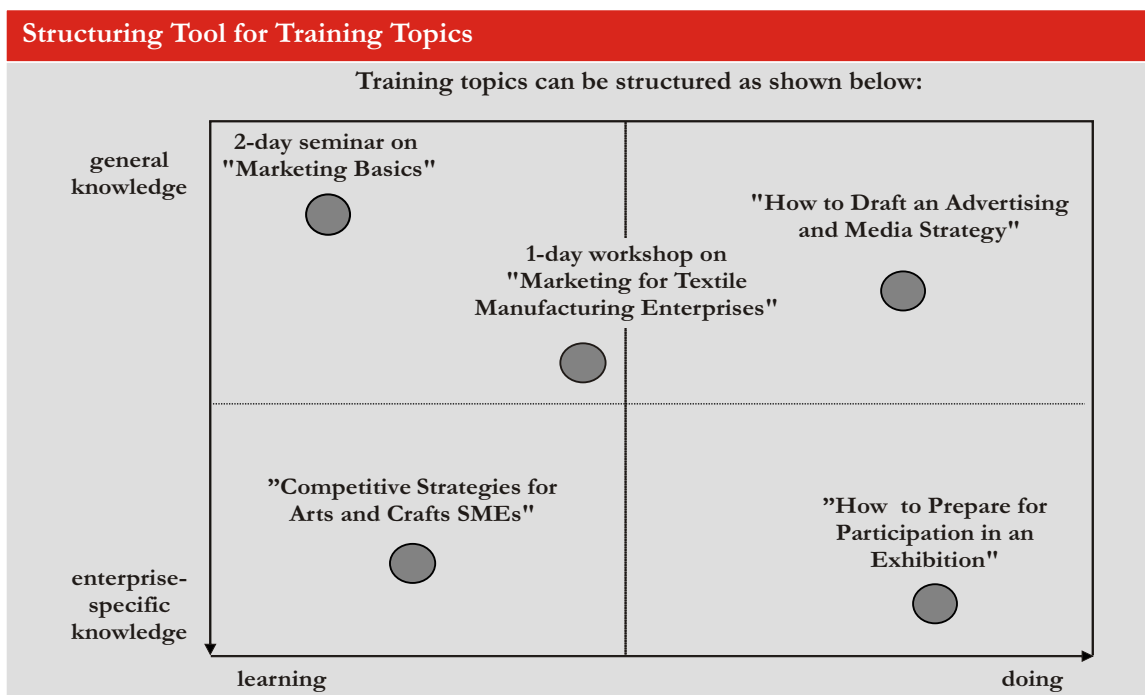 Structuring Tool for Training Topics
Training topics can be structured as shown below:
general
knowledge
2-day seminar on
"Marketing Basics"
"How to Draft an Advertising
and Media Strategy"
1-day workshop on
"Marketing for Textile
Manufacturing Enterprises"
”Competitive Strategies for
Arts and Crafts SMEs"
”How  to Prepare for
Participation in an
Exhibition"
enterprise-
specific
knowledge
learning
doing